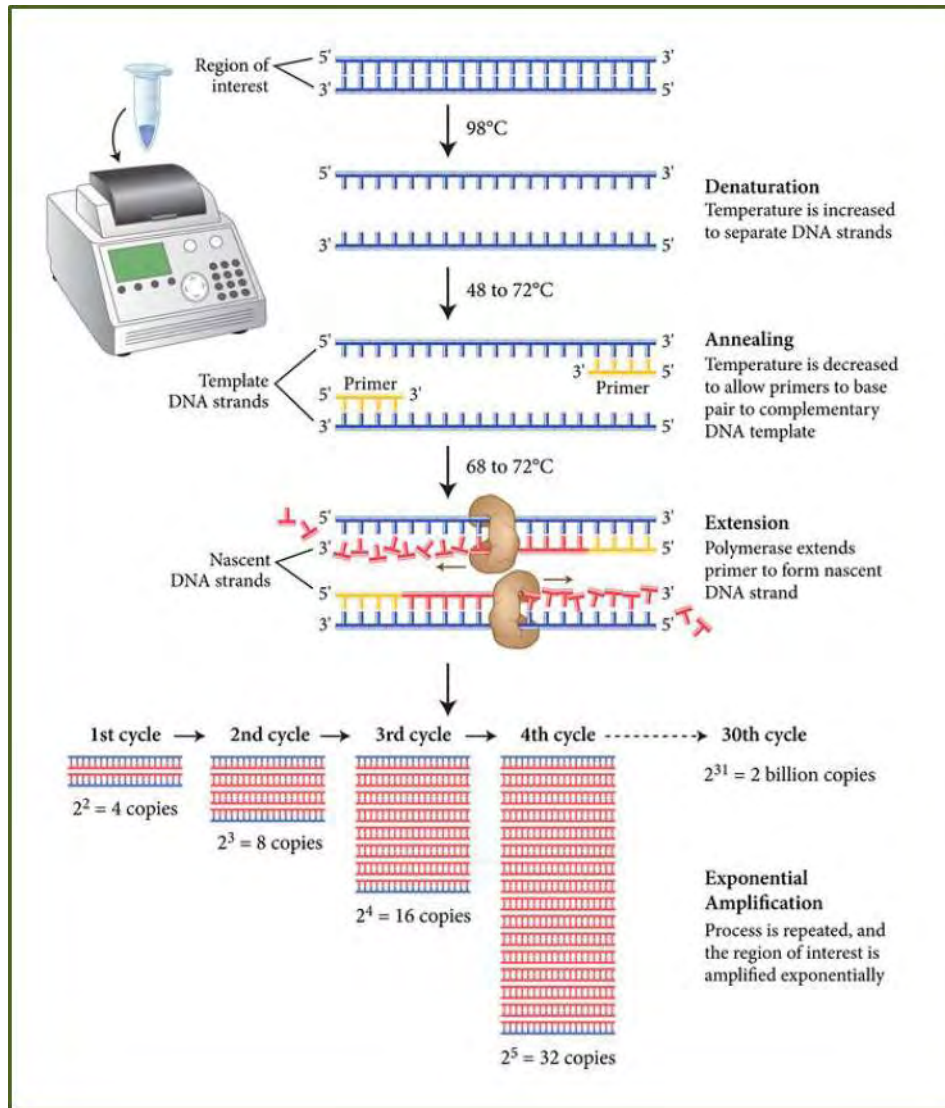 Region of
interest
5'
3'
3'
5'
98°C
5'
3'
3'
5'
Denaturation
Temperature is increased
to separate DNA strands
48 to 72°C
Template
DNA strands
5'
3'
3'
5'
Primer
Primer
5'
3'
3'
5'
Annealing
Temperature is decreased
to allow primers to base
pair to complementary
DNA template
68 to 72°C
Nascent
DNA strands
5'
3'
3'
5'
5'
3'
3'
5'
Extension
Polymerase extends
primer to form nascent
DNA strand
1st cycle
2nd cycle
3rd cycle
4th cycle
30th cycle
2² = 4 copies
2³ = 8 copies
2⁴ = 16 copies
2⁵ = 32 copies
2³¹ = 2 billion copies
Exponential
Amplification
Process is repeated, and
the region of interest is
amplified exponentially